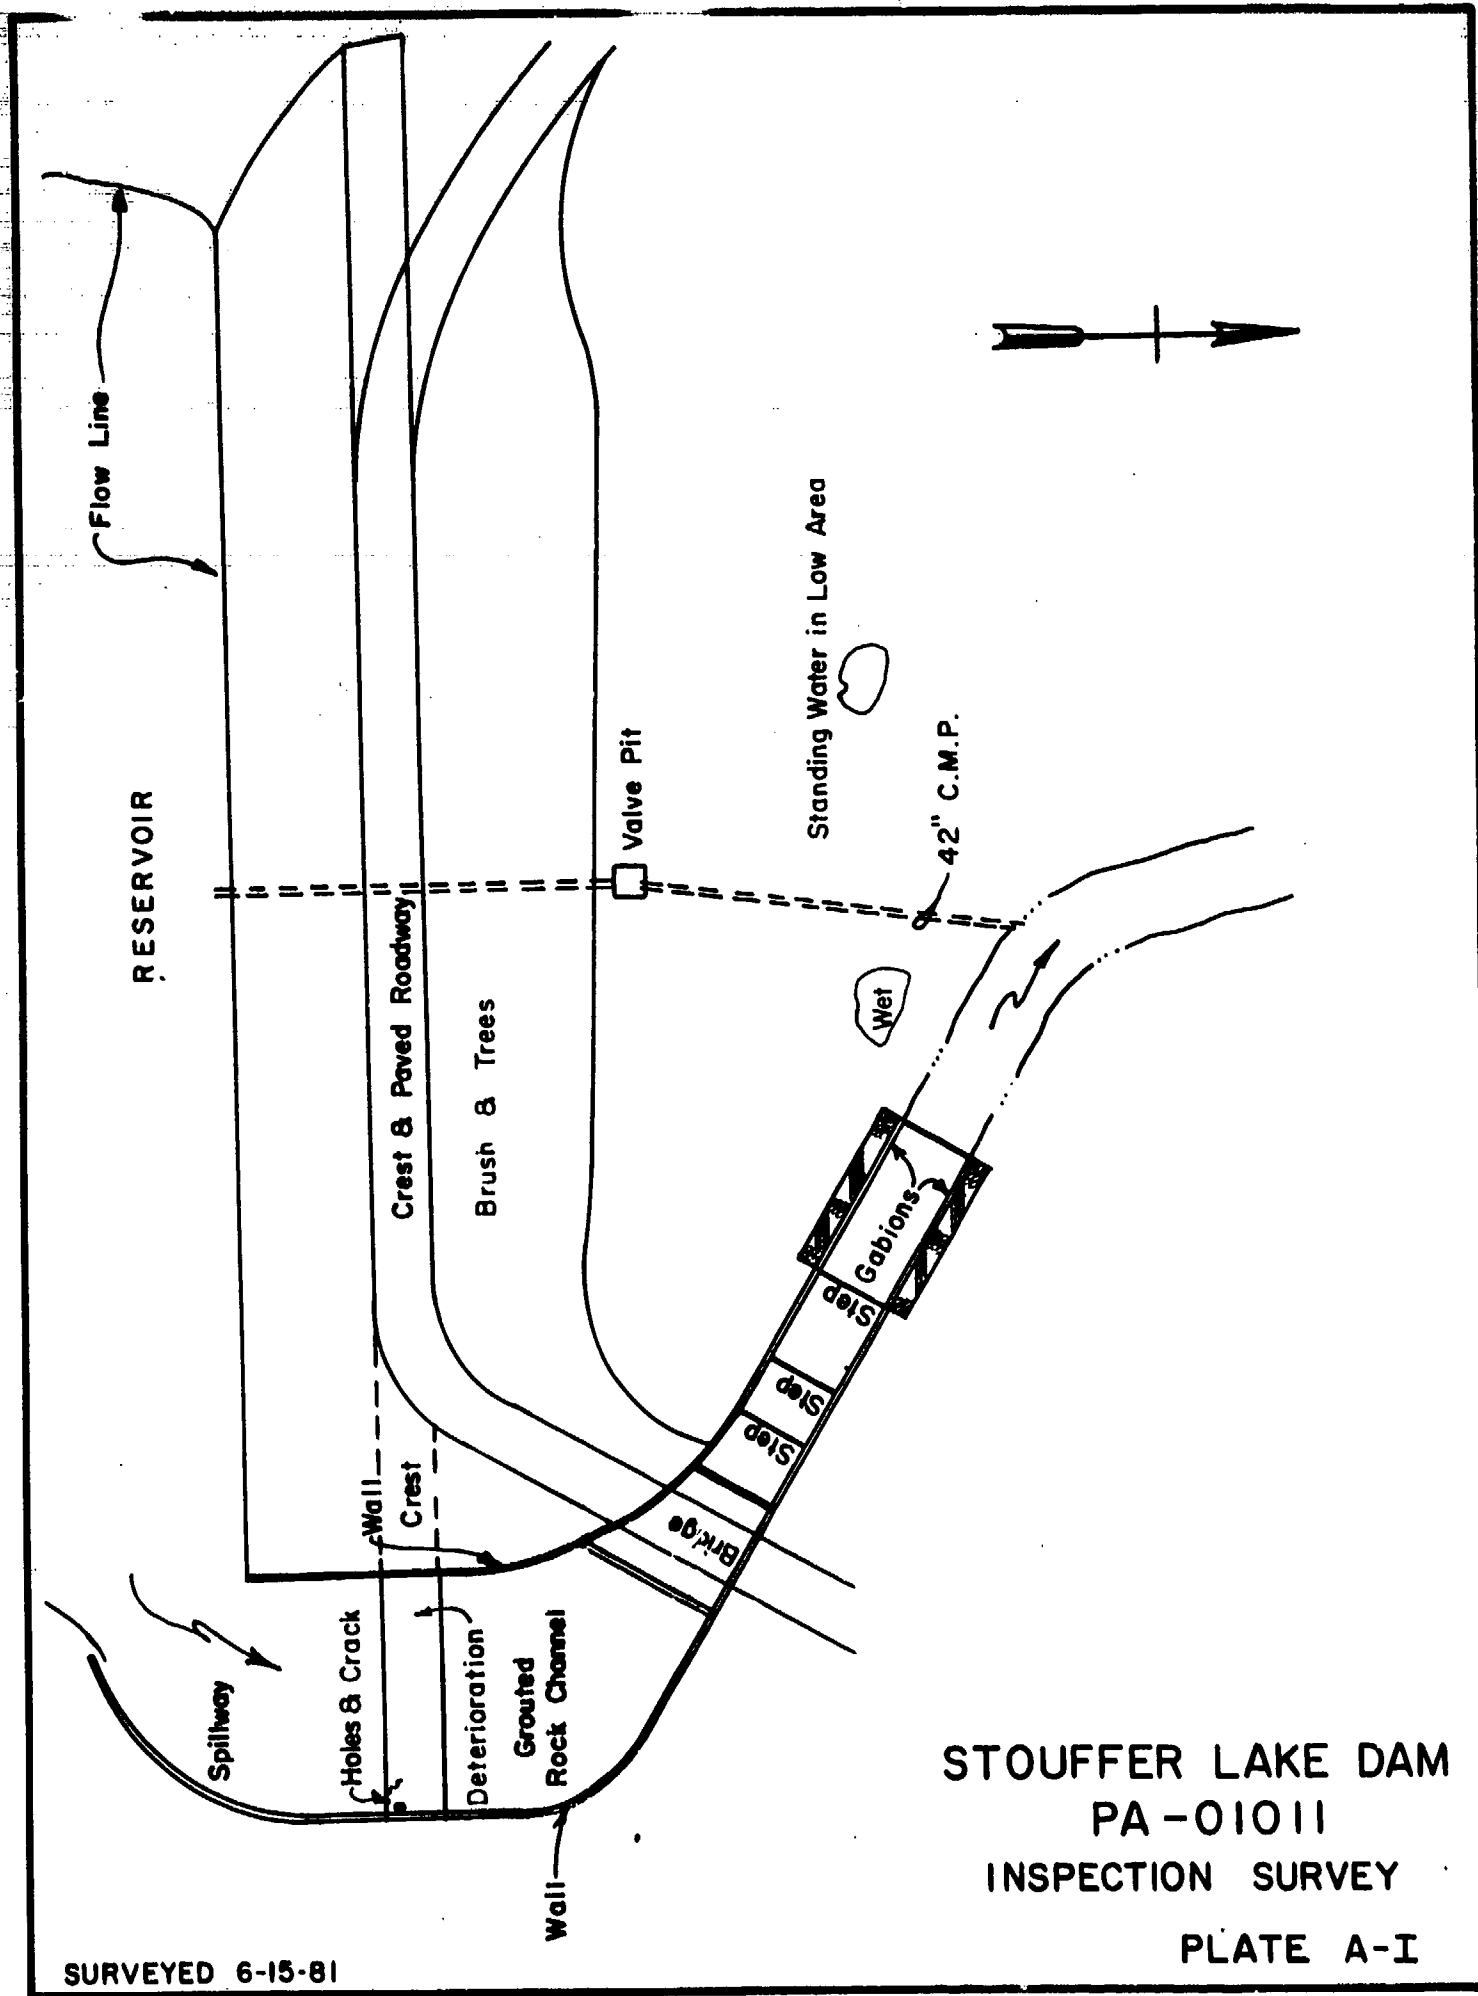 Flow Line
RESERVOIR
Crest & Paved Roadway
Brush & Trees
Valve Pit
Standing Water in Low Area
42" C.M.P.
Wet
Gabions
Step
Step
Step
Bridge
Wall
Crest
Spillway
Holes & Crack
Deterioration
Grouted
Rock Channel
Wall
STOUFFER LAKE DAM
PA-01011
INSPECTION SURVEY
PLATE A-I
SURVEYED 6-15-81